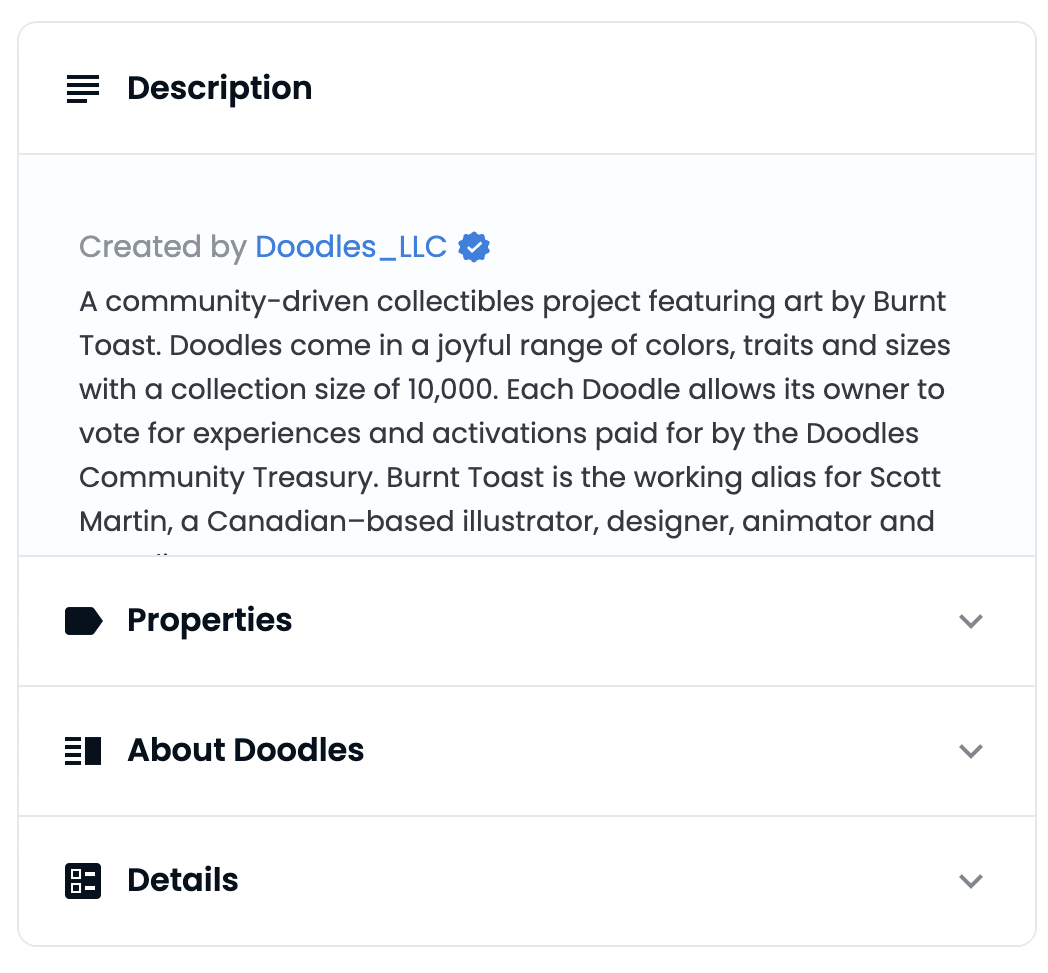 Description
Created by Doodles_LLC
A community-driven collectibles project featuring art by Burnt
Toast. Doodles come in a joyful range of colors, traits and sizes
with a collection size of 10,000. Each Doodle allows its owner to
vote for experiences and activations paid for by the Doodles
Community Treasury. Burnt Toast is the working alias for Scott
Martin, a Canadian–based illustrator, designer, animator and
Properties
About Doodles
Details